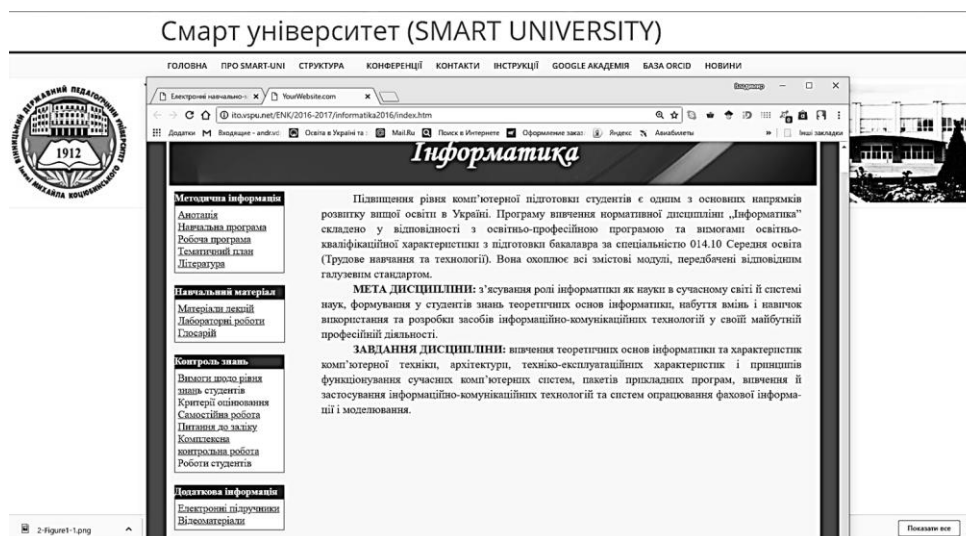 Смарт університет (SMART UNIVERSITY)
ГОЛОВНА ПРО SMART-UNI СТРУКТУРА КОНФЕРЕНЦІЇ КОНТАКТИ ІНСТРУКЦІЇ GOOGLE АКАДЕМІЯ БАЗА ORCID НОВИНИ
ВІННИЦЬКИЙ ДЕРЖАВНИЙ ПЕДАГОГІЧНИЙ УНІВЕРСИТЕТ
імені МИХАЙЛА КОЦЮБИНСЬКОГО
1912
Електронні навчально- YourWebsite.com
Владимир
ito.vspu.net/ENK/2016-2017/informatika2016/index.htm
Додатки Входящие - Освіта в Україні та Mail.Ru Поиск в Интернете Оформление заказ: Яндекс Авиабилеты » Інші закладки
Інформатика
Методична інформація
Анотація
Навчальна програма
Робоча програма
Тематичний план
Література
Навчальний матеріал
Матеріали лекцій
Лабораторні роботи
Глосарій
Контроль знань
Вимоги щодо рівня
знань студентів
Критерії оцінювання
Самостійна робота
Питання до заліку
Комплексна
контрольна робота
Роботи студентів
Додаткова інформація
Електронні підручники
Відеоматеріали
Підвищення рівня комп’ютерної підготовки студентів є одним з основних напрямків
розвитку вищої освіти в Україні. Програму вивчення нормативної дисципліни „Інформатика”
складено у відповідності з освітньо-професійною програмою та вимогами освітньо-
кваліфікаційної характеристики з підготовки бакалавра за спеціальністю 014.10 Середня освіта
(Трудове навчання та технології). Вона охоплює всі змістові модулі, передбачені відповідним
галузевим стандартом.
МЕТА ДИСЦИПЛІНИ: з’ясування ролі інформатики як науки в сучасному світі й системі
наук, формування у студентів знань теоретичних основ інформатики, набуття вмінь і навичок
використання та розробки засобів інформаційно-комунікаційних технологій у своїй майбутній
професійній діяльності.
ЗАВДАННЯ ДИСЦИПЛІНИ: вивчення теоретичних основ інформатики та характеристик
комп’ютерної техніки, архітектури, техніко-експлуатаційних характеристик і принципів
функціонування сучасних комп’ютерних систем, пакетів прикладних програм, вивчення й
застосування інформаційно-комунікаційних технологій та систем опрацювання фахової інформа-
ції і моделювання.
2-Figure1-1.png
Показати все